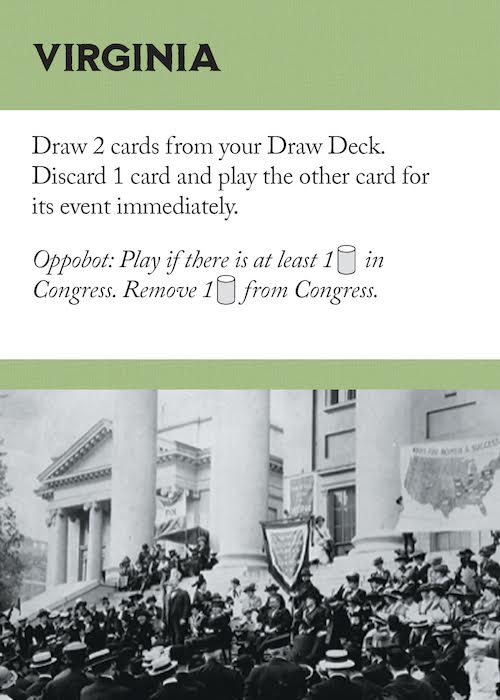 VIRGINIA
Draw 2 cards from your Draw Deck.
Discard 1 card and play the other card for
its event immediately.
Oppobot: Play if there is at least 1 in
Congress. Remove 1 from Congress.